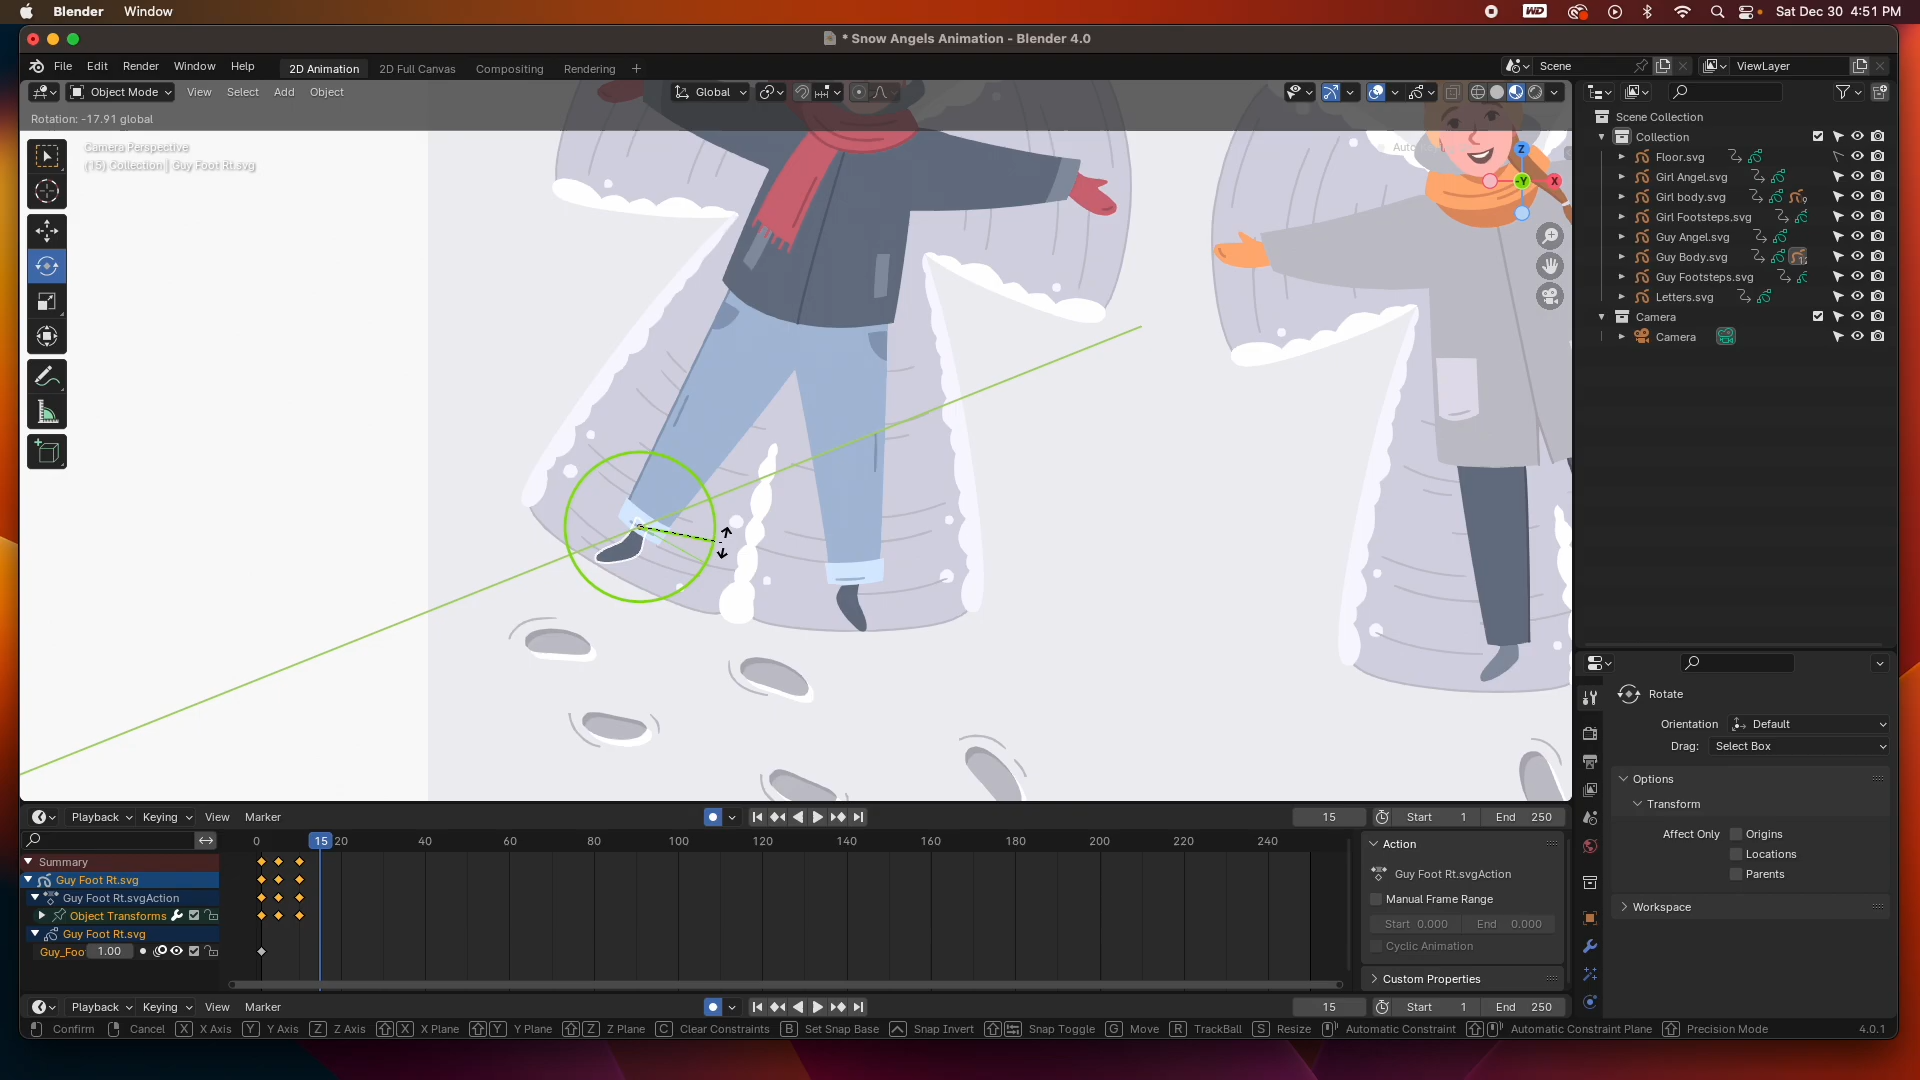 Blender Window
Sat Dec 30 4:51 PM
* Snow Angels Animation - Blender 4.0
File Edit Render Window Help 2D Animation 2D Full Canvas Compositing Rendering + Scene ViewLayer
Object Mode View Select Add Object Global
Rotation: -17.91 global
Camera Perspective
(15) Collection | Guy Foot Rt.svg
Z
X
-Y
Scene Collection
Collection
Floor.svg
Girl Angel.svg
Girl body.svg
Girl Footsteps.svg
Guy Angel.svg
Guy Body.svg
Guy Footsteps.svg
Letters.svg
Camera
Camera
Rotate
Orientation Default
Drag: Select Box
Options
Transform
Affect Only Origins
Locations
Parents
Workspace
Playback Keying View Marker 15 Start 1 End 250
0 15 20 40 60 80 100 120 140 160 180 200 220 240
Summary
Guy Foot Rt.svg
Guy Foot Rt.svgAction
Object Transforms
Guy Foot Rt.svg
Guy_Foo 1.00
Action
Guy Foot Rt.svgAction
Manual Frame Range
Start 0.000 End 0.000
Cyclic Animation
Custom Properties
Playback Keying View Marker 15 Start 1 End 250
Confirm Cancel X X Axis Y Y Axis Z Z Axis X X Plane Y Y Plane Z Z Plane C Clear Constraints B Set Snap Base Snap Invert Snap Toggle G Move R TrackBall S Resize Automatic Constraint Automatic Constraint Plane Precision Mode 4.0.1